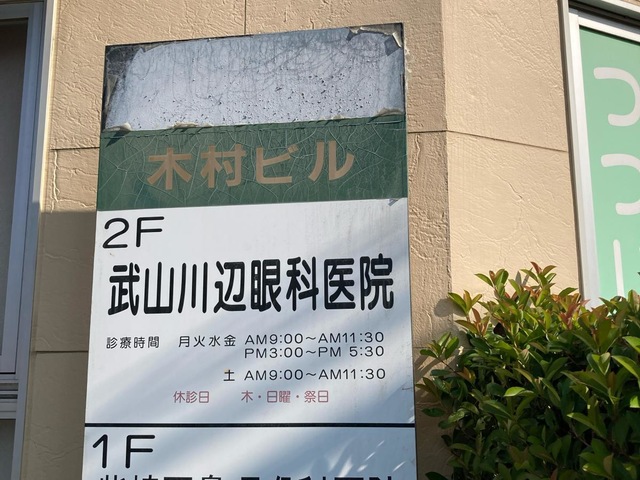 木村ビル
2F
武山川辺眼科医院
診療時間 月火水金 AM9:00～AM11:30
PM3:00～PM 5:30
土 AM9:00～AM11:30
休診日 木・日曜・祭日
1F